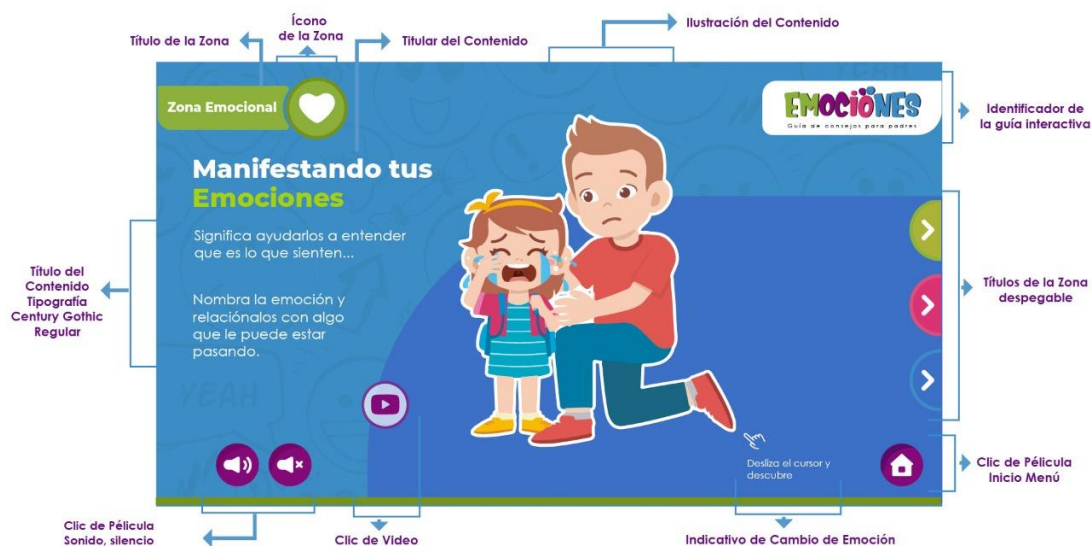 Ícono
de la Zona
Título de la Zona
Titular del Contenido
Ilustración del Contenido
Zona Emocional
EMOCIONES
Guía de consejos para padres
Identificador de
la guía interactiva
Manifestando tus
Emociones
Significa ayudarlos a entender
que es lo que sienten...
Nombra la emoción y
relaciónalos con algo
que le puede estar
pasando.
Título del
Contenido
Tipografía
Century Gothic
Regular
Títulos de la Zona
despegable
YEAH
YEAH
Desliza el cursor y
descubre
Clic de Pélicula
Inicio Menú
Clic de Pélicula
Sonido, silencio
Clic de Video
Indicativo de Cambio de Emoción